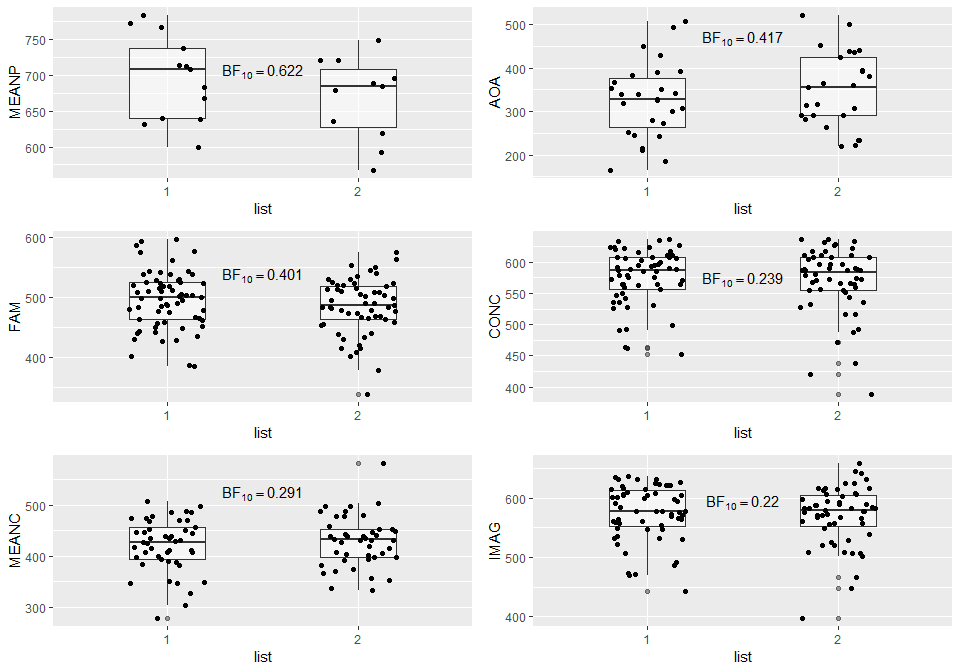 MEANP
750
700
650
600
BF10 = 0.622
1
2
list
AOA
500
400
300
200
BF10 = 0.417
1
2
list
FAM
600
500
400
BF10 = 0.401
1
2
list
CONC
600
550
500
450
400
BF10 = 0.239
1
2
list
MEANC
500
400
300
BF10 = 0.291
1
2
list
IMAG
600
500
400
BF10 = 0.22
1
2
list